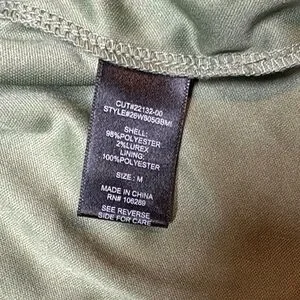 CUT#22132-00
STYLE#26W805GBMI
SHELL:
98%POLYESTER
2%LUREX
LINING:
100%POLYESTER
SIZE : M
MADE IN CHINA
RN# 106289
SEE REVERSE
SIDE FOR CARE